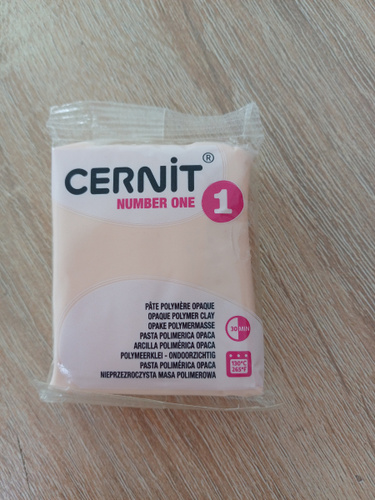 CERNIT®
NUMBER ONE 1
PÂTE POLYMÈRE OPAQUE
OPAQUE POLYMER CLAY
OPAKE POLYMERMASSE
PASTA POLIMERICA OPACA
ARCILLA POLIMÉRICA OPACA
POLYMEERKLEI - ONDOORZICHTIG
PASTA POLIMÉRICA OPACA
NIEPRZEZROCZYSTA MASA POLIMEROWA
30 MIN
130°C
265°F